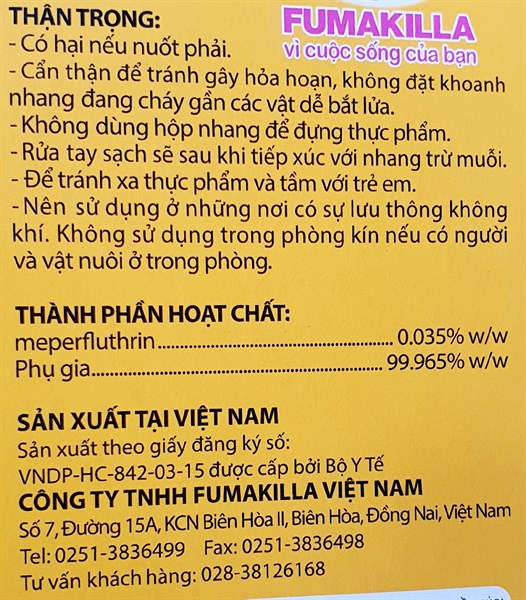 THẬN TRỌNG:
FUMAKILLA
vì cuộc sống của bạn
- Có hại nếu nuốt phải.
- Cẩn thận để tránh gây hỏa hoạn, không đặt khoanh
nhang đang cháy gần các vật dễ bắt lửa.
- Không dùng hộp nhang để đựng thực phẩm.
- Rửa tay sạch sẽ sau khi tiếp xúc với nhang trừ muỗi.
- Để tránh xa thực phẩm và tầm với trẻ em.
- Nên sử dụng ở những nơi có sự lưu thông không
khí. Không sử dụng trong phòng kín nếu có người
và vật nuôi ở trong phòng.
THÀNH PHẦN HOẠT CHẤT:
meperfluthrin........................................ 0.035% w/w
Phụ gia.................................................. 99.965% w/w
SẢN XUẤT TẠI VIỆT NAM
Sản xuất theo giấy đăng ký số:
VNDP-HC-842-03-15 được cấp bởi Bộ Y Tế
CÔNG TY TNHH FUMAKILLA VIỆT NAM
Số 7, Đường 15A, KCN Biên Hòa II, Biên Hòa, Đồng Nai, Việt Nam
Tel: 0251-3836499 Fax: 0251-3836498
Tư vấn khách hàng: 028-38126168